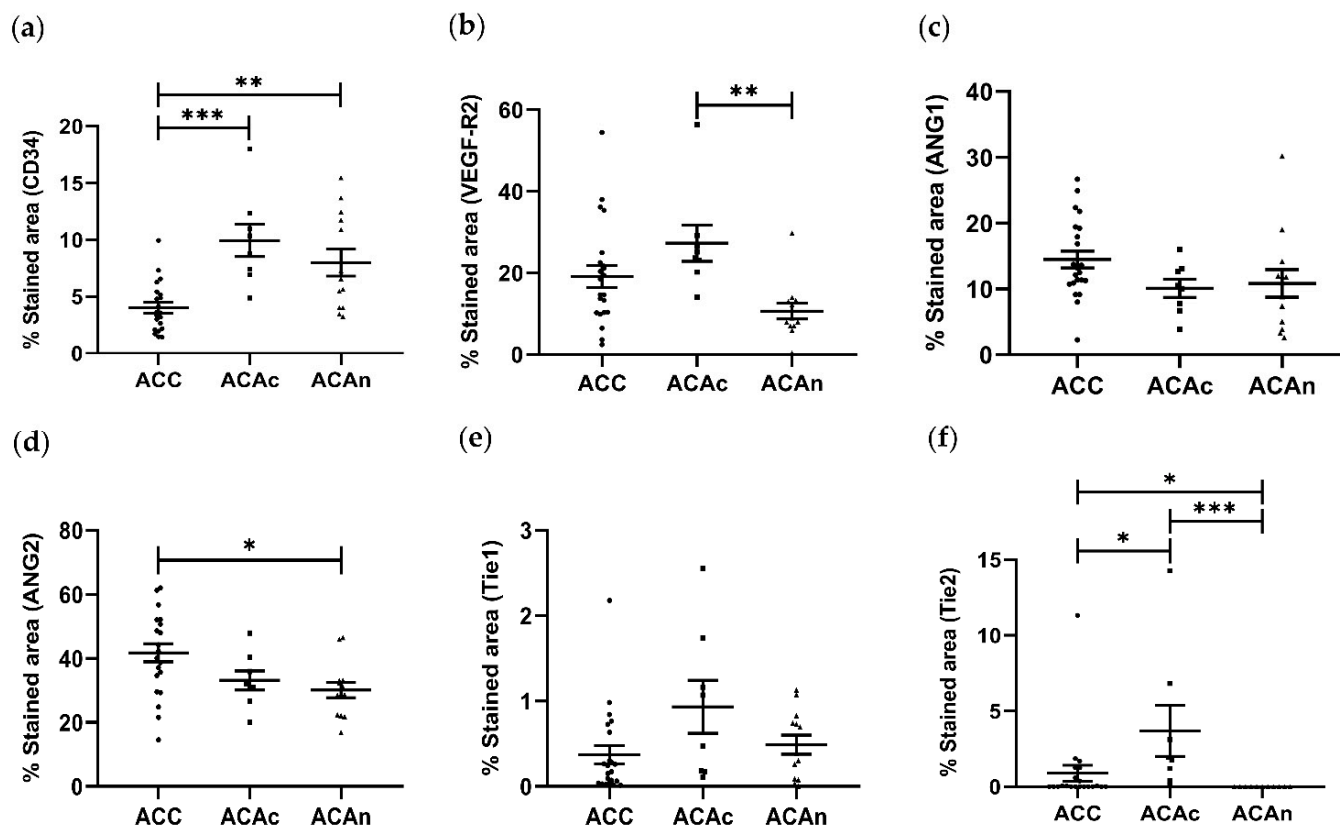 (a)
**
***
% Stained area (CD34)
20
15
10
5
0
ACC ACAc ACAn
(b)
**
% Stained area (VEGF-R2)
60
40
20
0
ACC ACAc ACAn
(c)
% Stained area (ANG1)
40
30
20
10
0
ACC ACAc ACAn
(d)
*
% Stained area (ANG2)
80
60
40
20
0
ACC ACAc ACAn
(e)
% Stained area (Tie1)
3
2
1
0
ACC ACAc ACAn
(f)
*
***
*
% Stained area (Tie2)
15
10
5
0
ACC ACAc ACAn